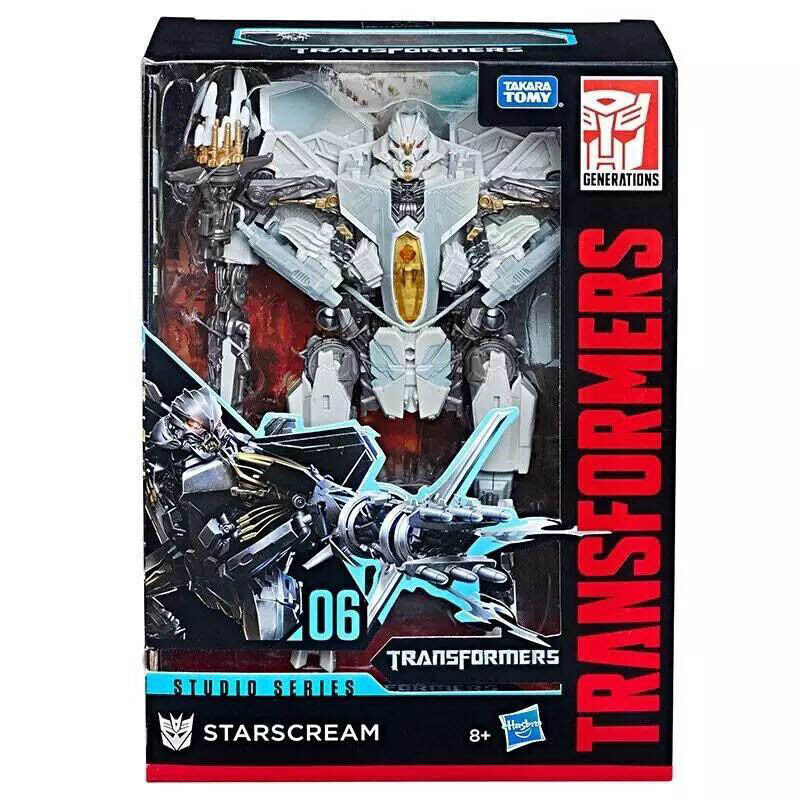 TRANSFORMERS
TAKARA
TOMY
GENERATIONS
TRANSFORMERS
06
TRANSFORMERS
STUDIO SERIES
STARSCREAM
8+
Hasbro